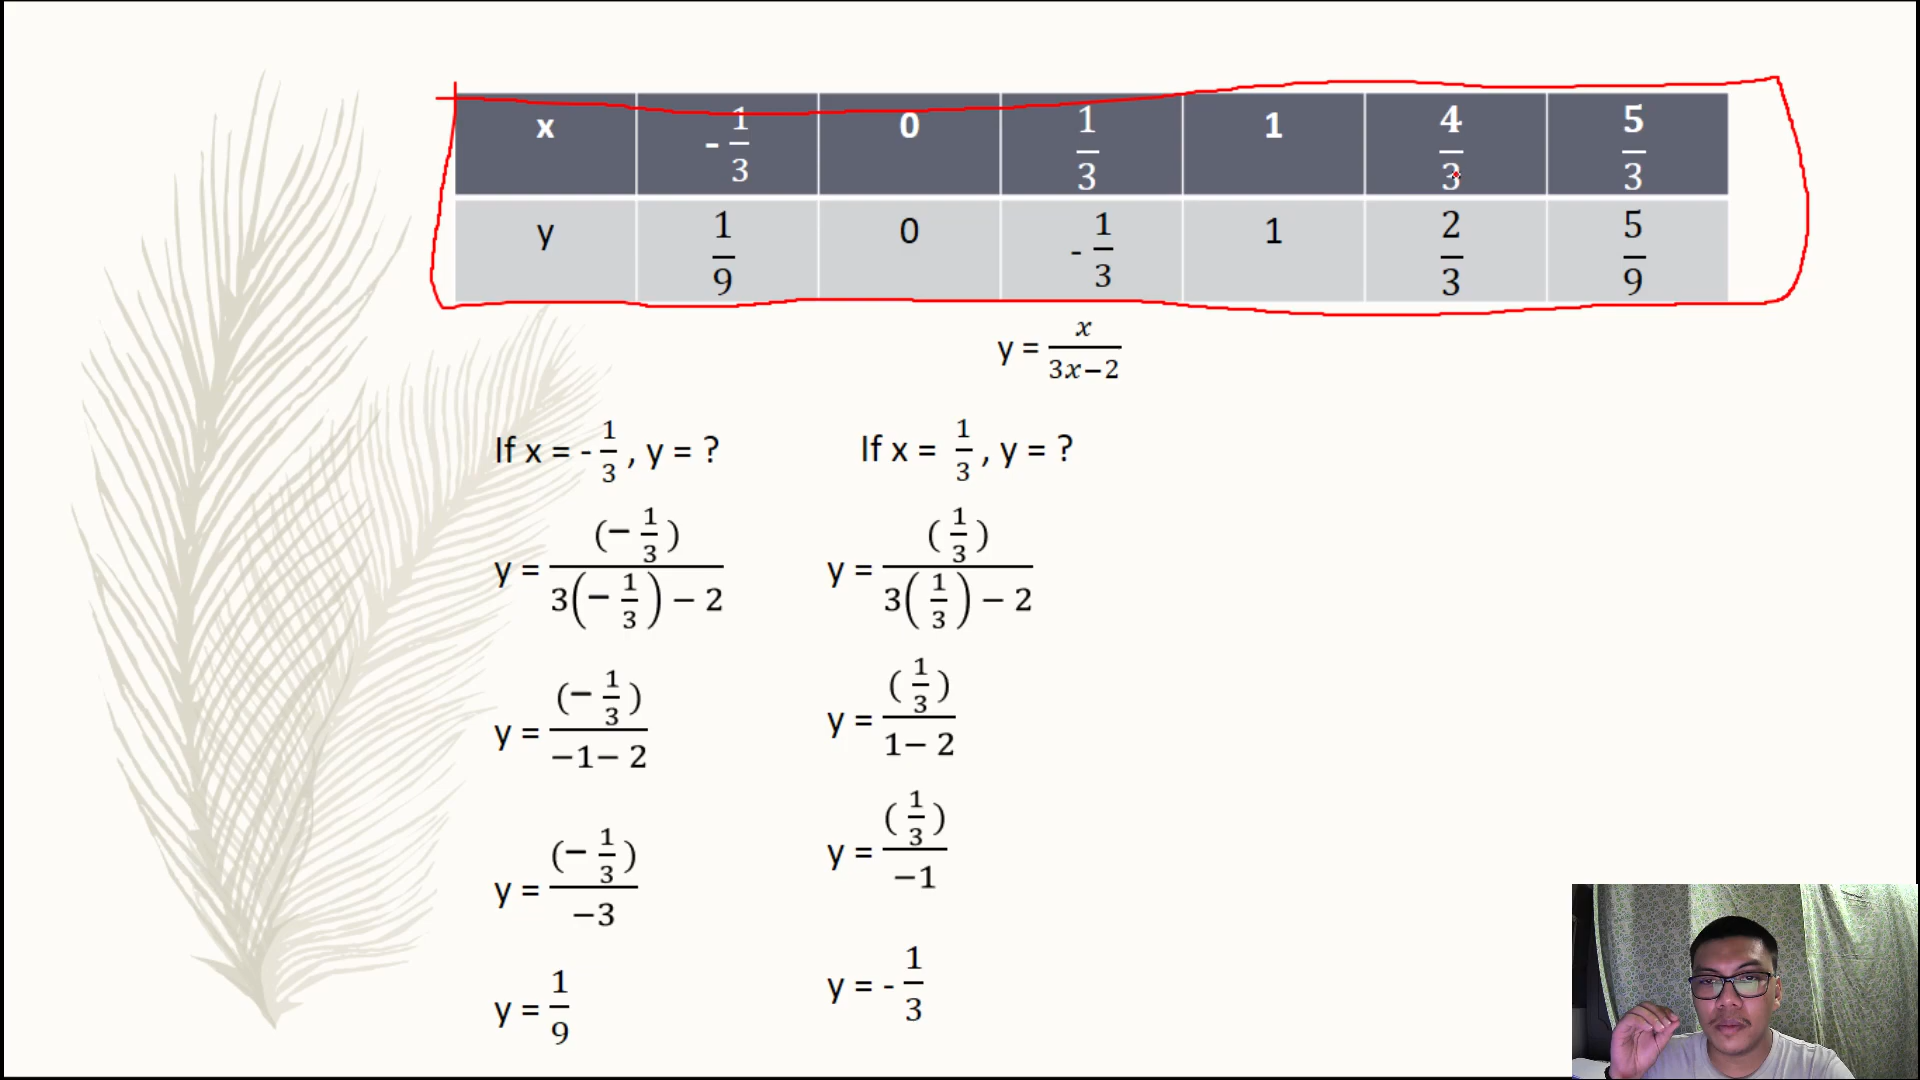 x - 1/3 0 1/3 1 4/3 5/3
y 1/9 0 - 1/3 1 2/3 5/9
y = x/(3x−2)
If x = - 1/3 , y = ? If x = 1/3 , y = ?
y = (− 1/3)/(3(− 1/3) − 2) y = (1/3)/(3(1/3) − 2)
y = (− 1/3)/(−1− 2) y = (1/3)/(1− 2)
y = (− 1/3)/(−3) y = (1/3)/(−1)
y = 1/9 y = - 1/3